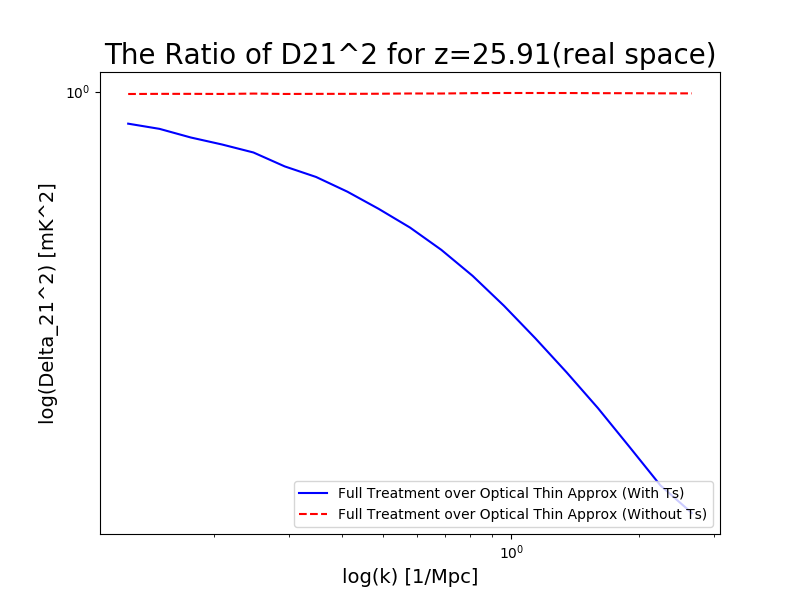 The Ratio of D21^2 for z=25.91(real space)
10^0
log(Delta_21^2) [mK^2]
Full Treatment over Optical Thin Approx (With Ts)
Full Treatment over Optical Thin Approx (Without Ts)
10^0
log(k) [1/Mpc]